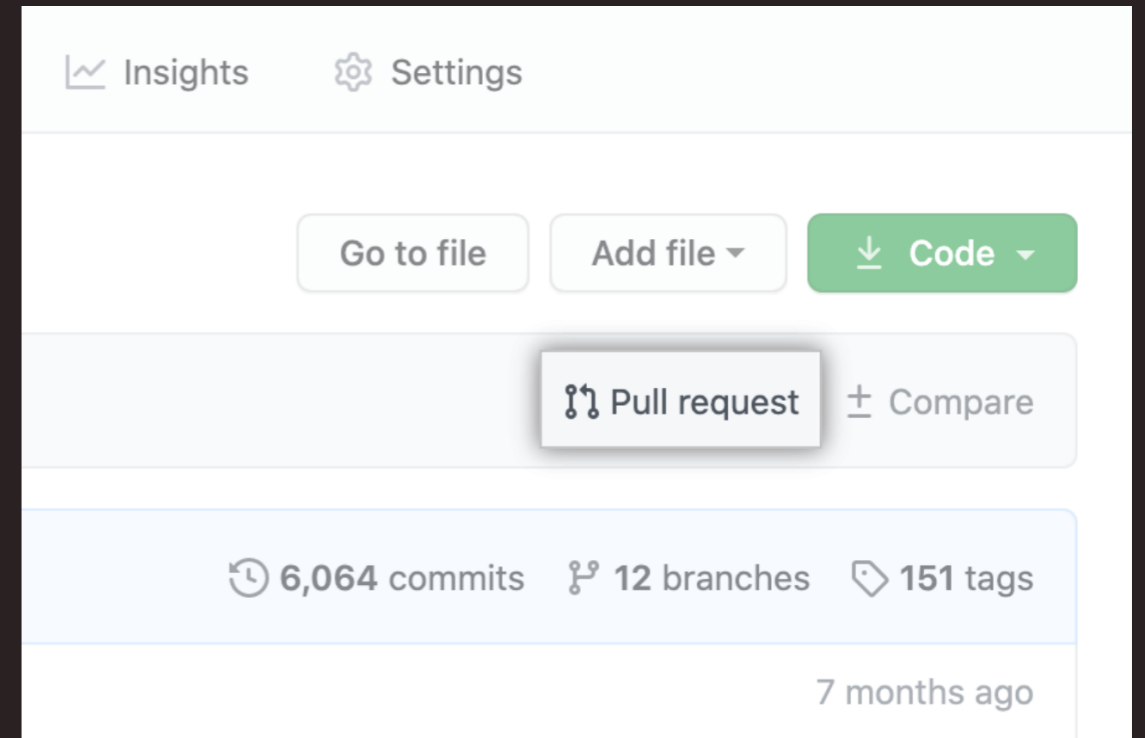 Insights Settings
Go to file Add file Code
Pull request Compare
6,064 commits 12 branches 151 tags
7 months ago